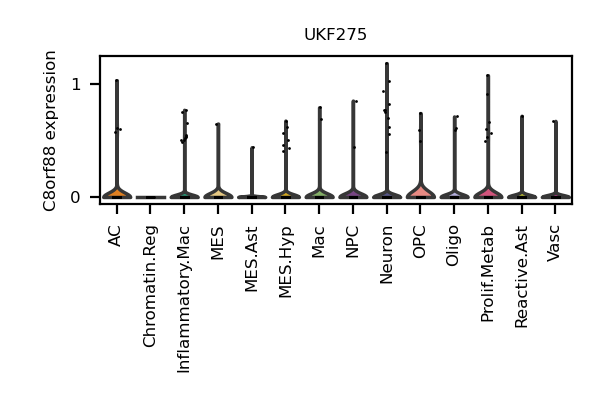 UKF275
C8orf88 expression
1
0
AC
Chromatin.Reg
Inflammatory.Mac
MES
MES.Ast
MES.Hyp
Mac
NPC
Neuron
OPC
Oligo
Prolif.Metab
Reactive.Ast
Vasc